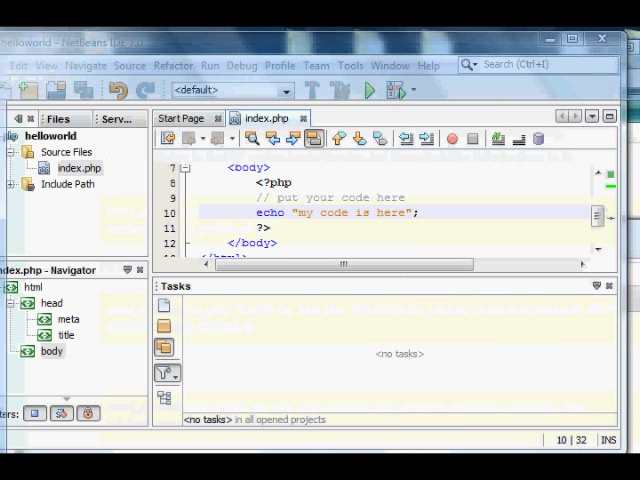 helloworld - NetBeans IDE 7.0
Edit View Navigate Source Refactor Run Debug Profile Team Tools Window Help
Search (Ctrl+I)
<default>
Files Serv...
Start Page index.php
helloworld
Source Files
index.php
Include Path
7 <body>
8 <?php
9 // put your code here
10 echo "my code is here";
11 ?>
12 </body>
</html>
index.php - Navigator
html
head
meta
title
body
Tasks
<no tasks>
<no tasks> in all opened projects
10 | 32 INS